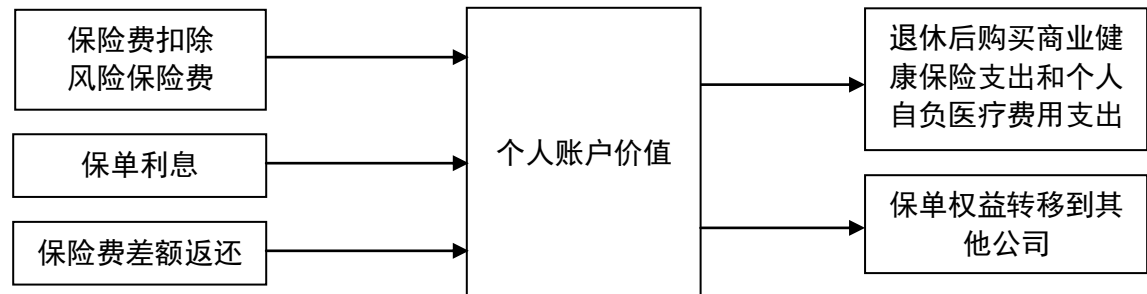 保险费扣除
风险保险费
保单利息
保险费差额返还
个人账户价值
退休后购买商业健
康保险支出和个人
自负医疗费用支出
保单权益转移到其
他公司